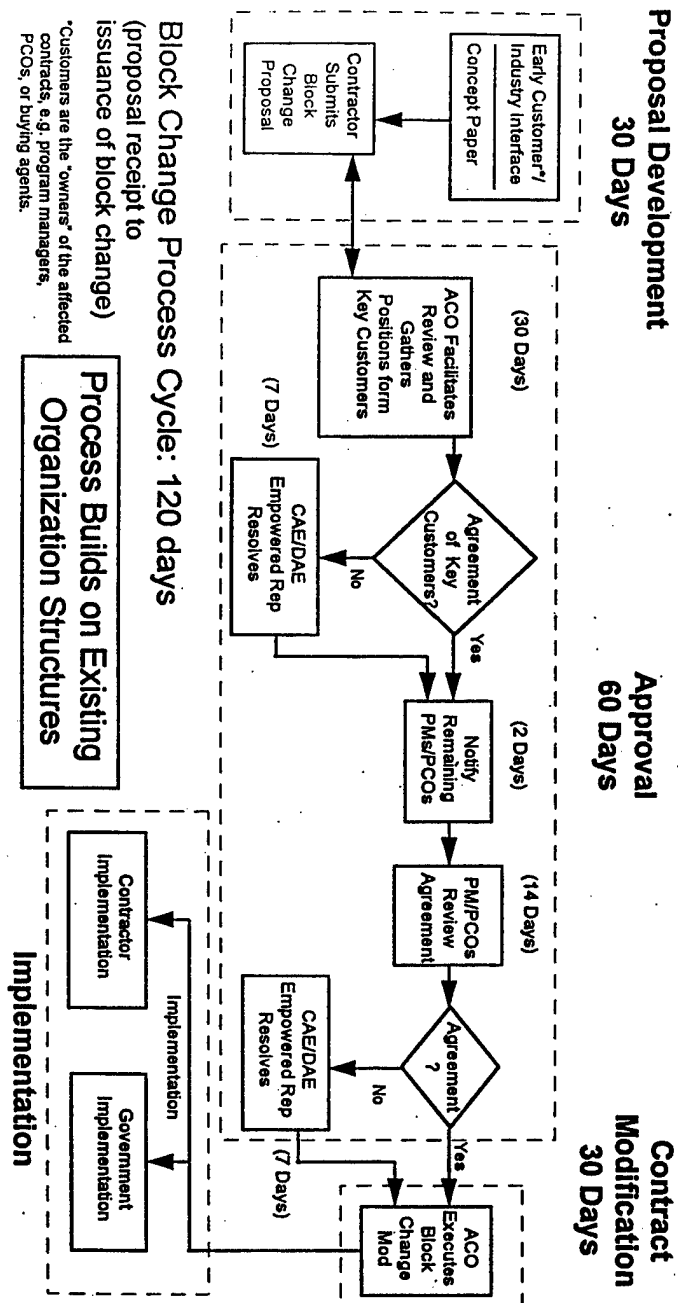 Proposal Development
30 Days
Approval
60 Days
Contract
Modification
30 Days
Early Customer*/
Industry Interface
Concept Paper
Contractor
Submits
Block
Change
Proposal
(30 Days)
ACO Facilitates
Review and
Gathers
Positions form
Key Customers
Agreement
of Key
Customers?
Yes
No
(7 Days)
CAE/DAE
Empowered Rep
Resolves
(2 Days)
Notify
Remaining
PMs/PCOs
(14 Days)
PM/PCOs
Review
Agreement
Agreement
?
Yes
No
CAE/DAE
Empowered Rep
Resolves
(7 Days)
ACO
Executes
Block
Change
Mod
Block Change Process Cycle: 120 days
(proposal receipt to
issuance of block change)
*Customers are the "owners" of the affected
contracts, e.g. program managers,
PCOs, or buying agents.
Process Builds on Existing
Organization Structures
Implementation
Contractor
Implementation
Government
Implementation
Implementation